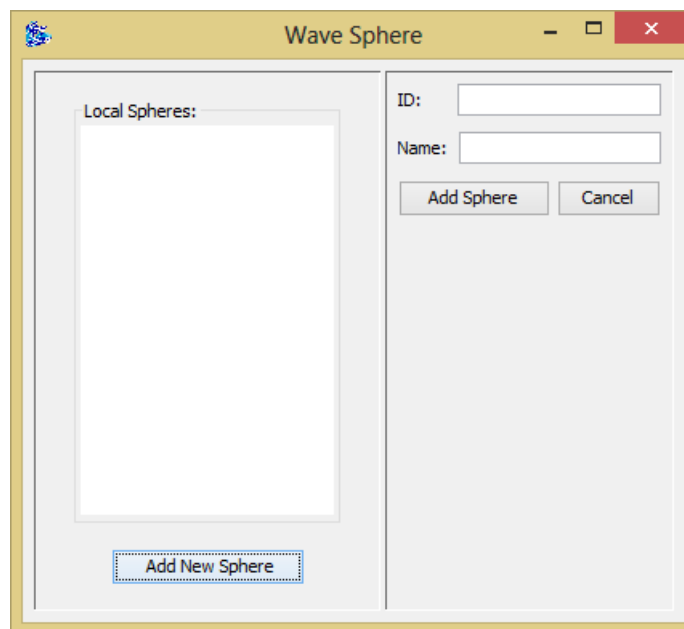 Wave Sphere
Local Spheres:
Add New Sphere
ID:
Name:
Add Sphere
Cancel